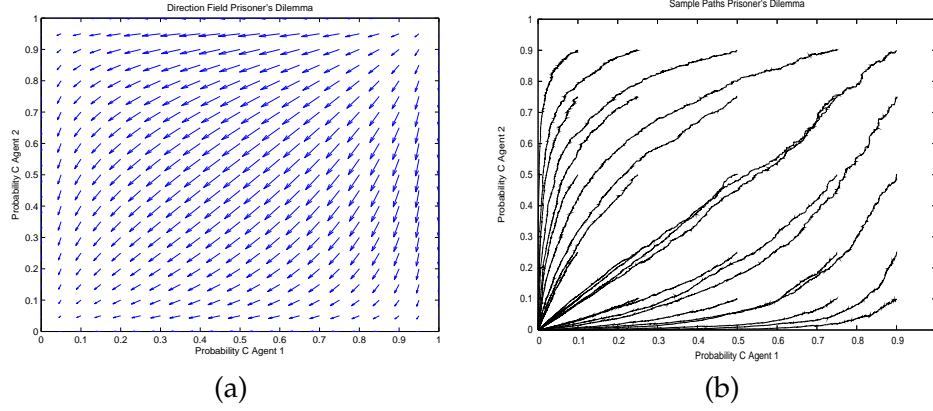 Direction Field Prisoner's Dilemma
1
0.9
0.8
0.7
0.6
0.5
0.4
0.3
0.2
0.1
0
Probability C Agent 2
0 0.1 0.2 0.3 0.4 0.5 0.6 0.7 0.8 0.9 1
Probability C Agent 1
(a)
Sample Paths Prisoner's Dilemma
1
0.9
0.8
0.7
0.6
0.5
0.4
0.3
0.2
0.1
0
Probability C Agent 2
0 0.1 0.2 0.3 0.4 0.5 0.6 0.7 0.8 0.9
Probability C Agent 1
(b)